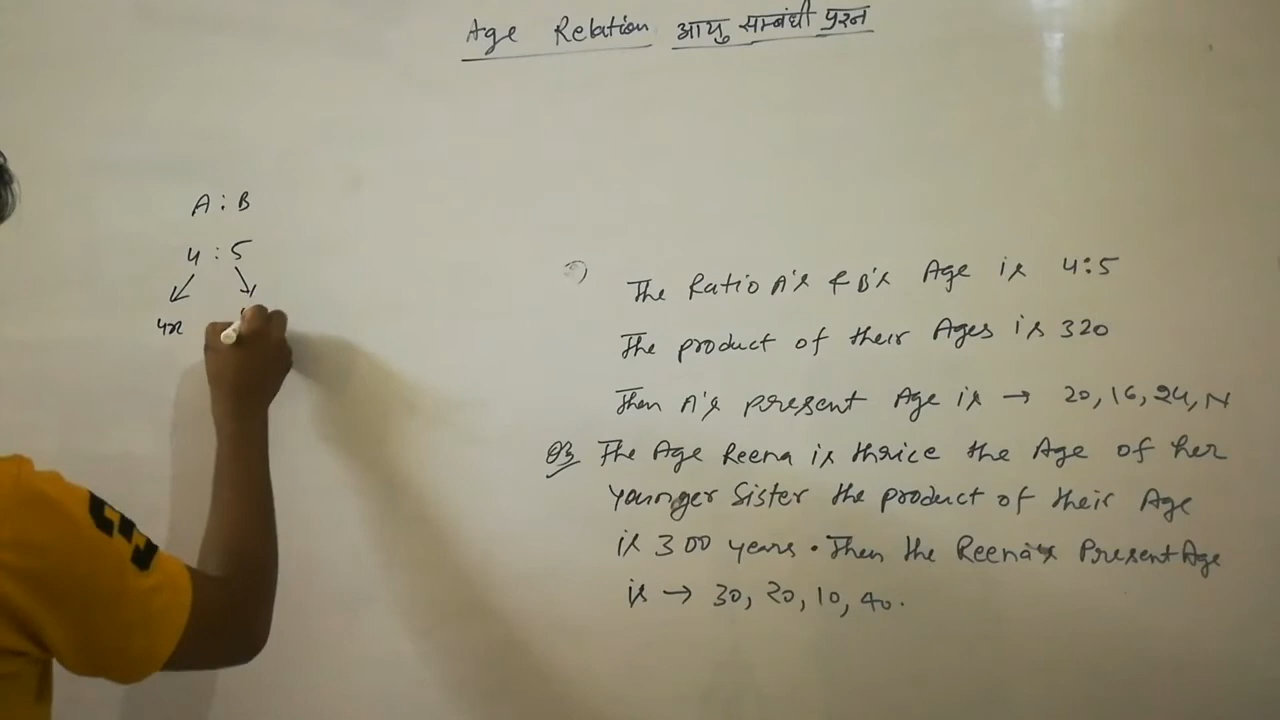 Age Relation आयु सम्बंधी प्रश्न
A : B
4 : 5
4x
The Ratio A's & B's Age is 4:5
The product of their Ages is 320
Then A's present Age is → 20, 16, 24, N
Q3 The Age Reena is thrice the Age of her
younger Sister the product of their Age
is 300 years. Then the Reena's Present Age
is → 30, 20, 10, 40.